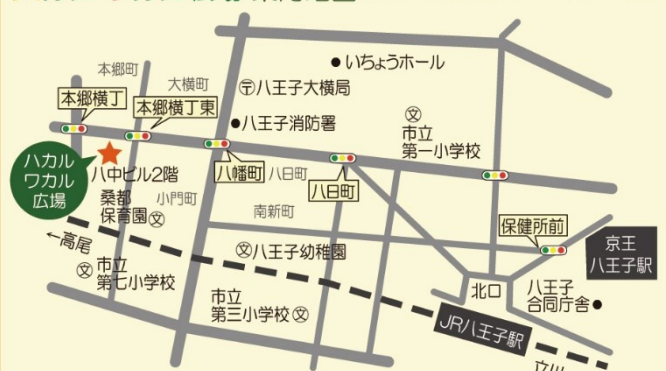 いちょうホール
本郷町
大横町
〒八王子大横局
本郷横丁
本郷横丁東
八王子消防署
文
市立
第一小学校
ハカル
ワカル
広場
八中ビル2階
八幡町
八日町
八日町
桑都
保育園文
小門町
南新町
保健所前
←高尾
文八王子幼稚園
京王
八王子駅
文市立
第七小学校
北口
八王子
合同庁舎
市立
第三小学校文
JR八王子駅
立川